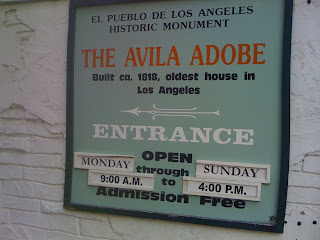 EL PUEBLO DE LOS ANGELES
HISTORIC MONUMENT
THE AVILA ADOBE
Built ca. 1818, oldest house in
Los Angeles
ENTRANCE
OPEN
MONDAY through SUNDAY
9:00 A.M. to 4:00 P.M.
Admission Free